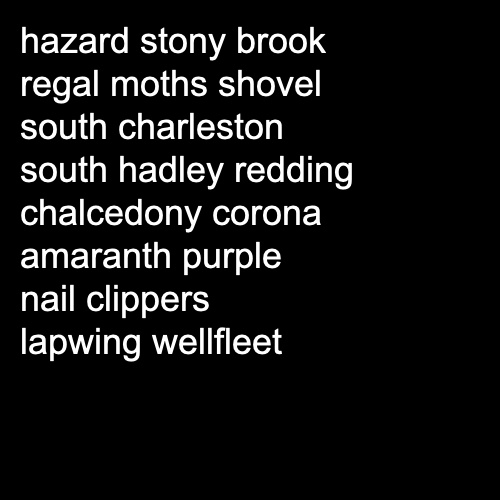 hazard stony brook
regal moths shovel
south charleston
south hadley redding
chalcedony corona
amaranth purple
nail clippers
lapwing wellfleet